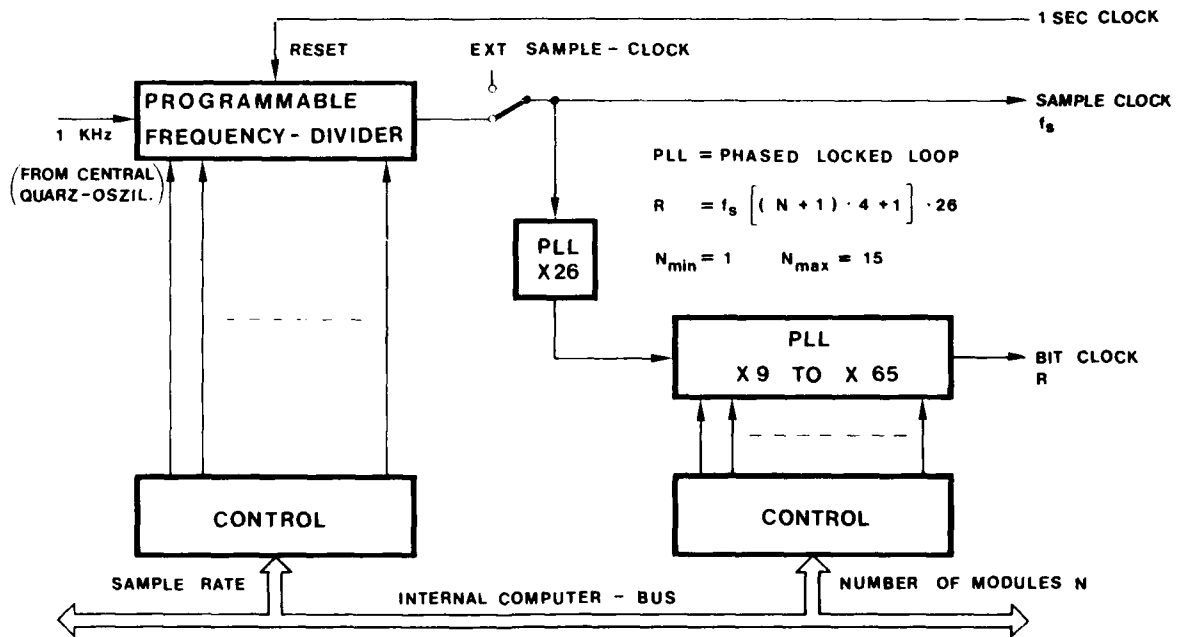 1 SEC CLOCK
RESET
EXT SAMPLE - CLOCK
PROGRAMMABLE
FREQUENCY - DIVIDER
1 KHz
(FROM CENTRAL
QUARZ-OSZIL.)
SAMPLE CLOCK
fs
PLL = PHASED LOCKED LOOP
R = fs [( N + 1 ) · 4 + 1] · 26
Nmin = 1 Nmax = 15
PLL
X26
PLL
X 9 TO X 65
BIT CLOCK
R
CONTROL
CONTROL
SAMPLE RATE
INTERNAL COMPUTER - BUS
NUMBER OF MODULES N